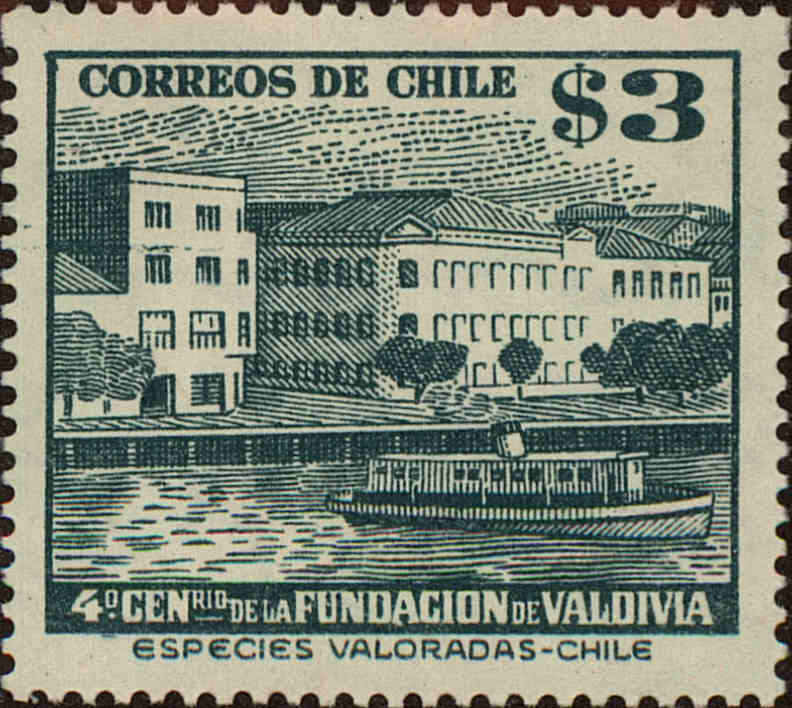 CORREOS DE CHILE $3
4º CENRIO DE LA FUNDACION DE VALDIVIA
ESPECIES VALORADAS-CHILE